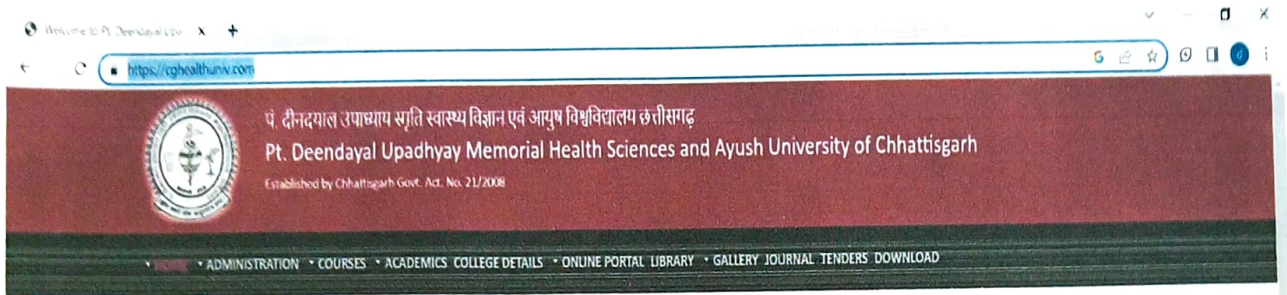 Welcome to Pt. Deendayal Upa
https://cghealthuniv.com
पं. दीनदयाल उपाध्याय स्मृति स्वास्थ्य विज्ञान एवं आयुष विश्वविद्यालय छत्तीसगढ़
Pt. Deendayal Upadhyay Memorial Health Sciences and Ayush University of Chhattisgarh
Established by Chhattisgarh Govt. Act. No. 21/2008
HOME ADMINISTRATION COURSES ACADEMICS COLLEGE DETAILS ONLINE PORTAL LIBRARY GALLERY JOURNAL TENDERS DOWNLOAD